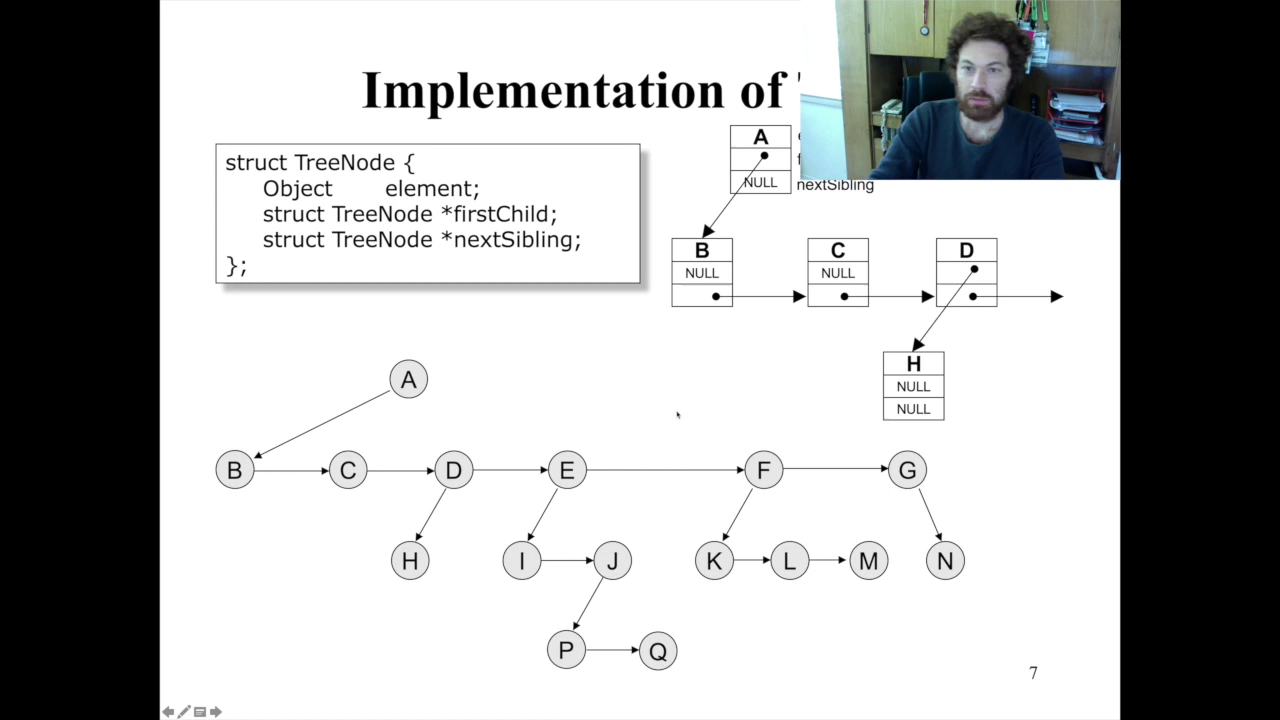 Implementation of
struct TreeNode {
Object element;
struct TreeNode *firstChild;
struct TreeNode *nextSibling;
};
A
NULL
nextSibling
B
NULL
C
NULL
D
H
NULL
NULL
A
B C D E F G
H I J K L M N
P Q
7